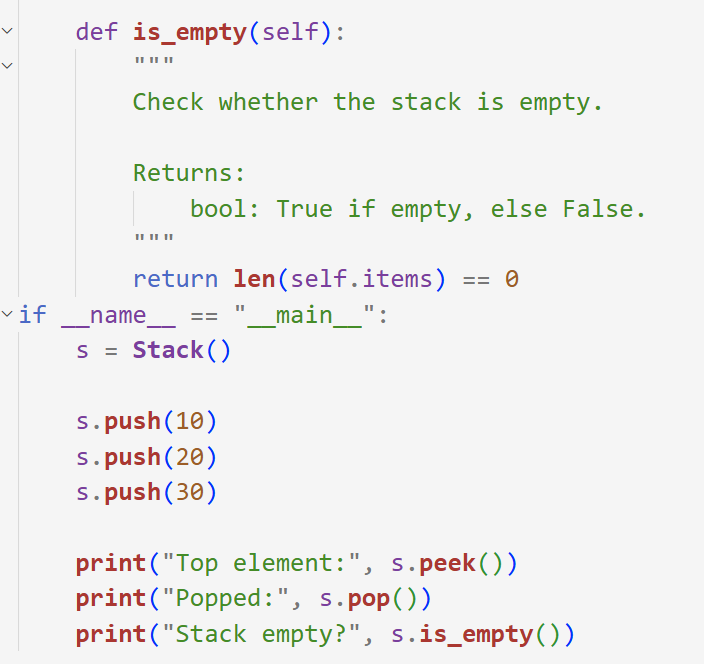 def is_empty(self):
"""
Check whether the stack is empty.
Returns:
bool: True if empty, else False.
"""
return len(self.items) == 0
if __name__ == "__main__":
s = Stack()
s.push(10)
s.push(20)
s.push(30)
print("Top element:", s.peek())
print("Popped:", s.pop())
print("Stack empty?", s.is_empty())